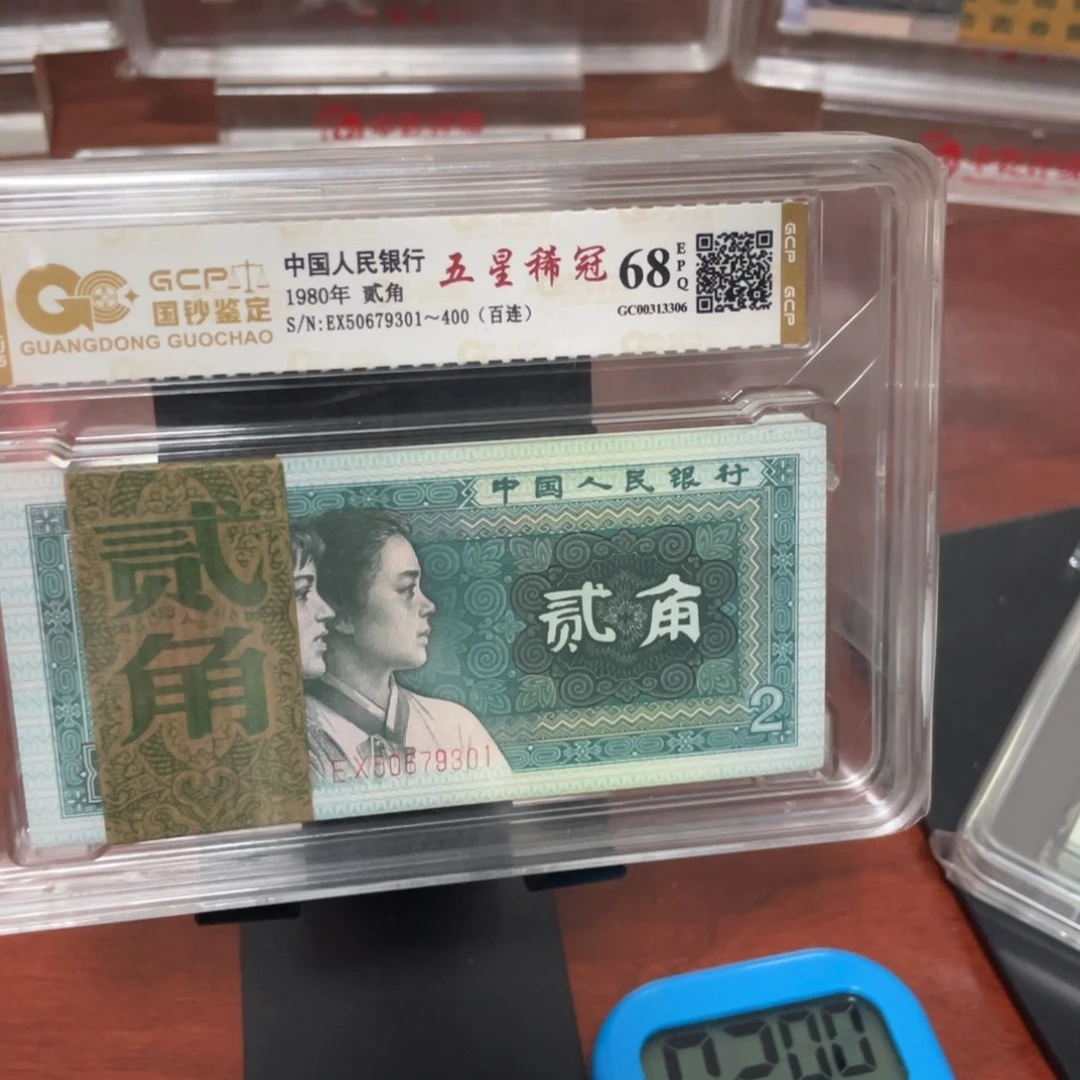 GCP
国钞鉴定
GUANGDONG GUOCHAO
中国人民银行
1980年 贰角
S/N:EX50679301～400（百连）
五星稀冠
68
EPQ
GC00313306
GCP GCP
中国人民银行
贰角
贰角
2
EX50679301